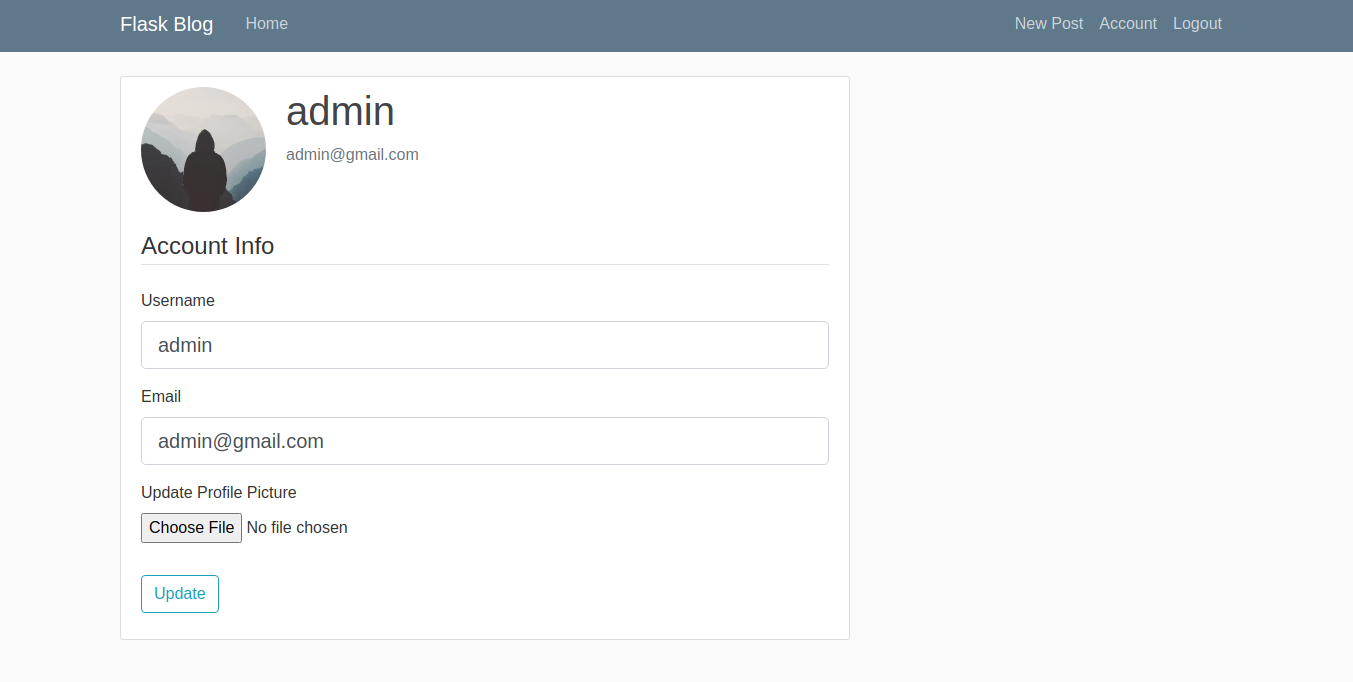 Flask Blog Home New Post Account Logout
admin
admin@gmail.com
Account Info
Username
admin
Email
admin@gmail.com
Update Profile Picture
Choose File No file chosen
Update